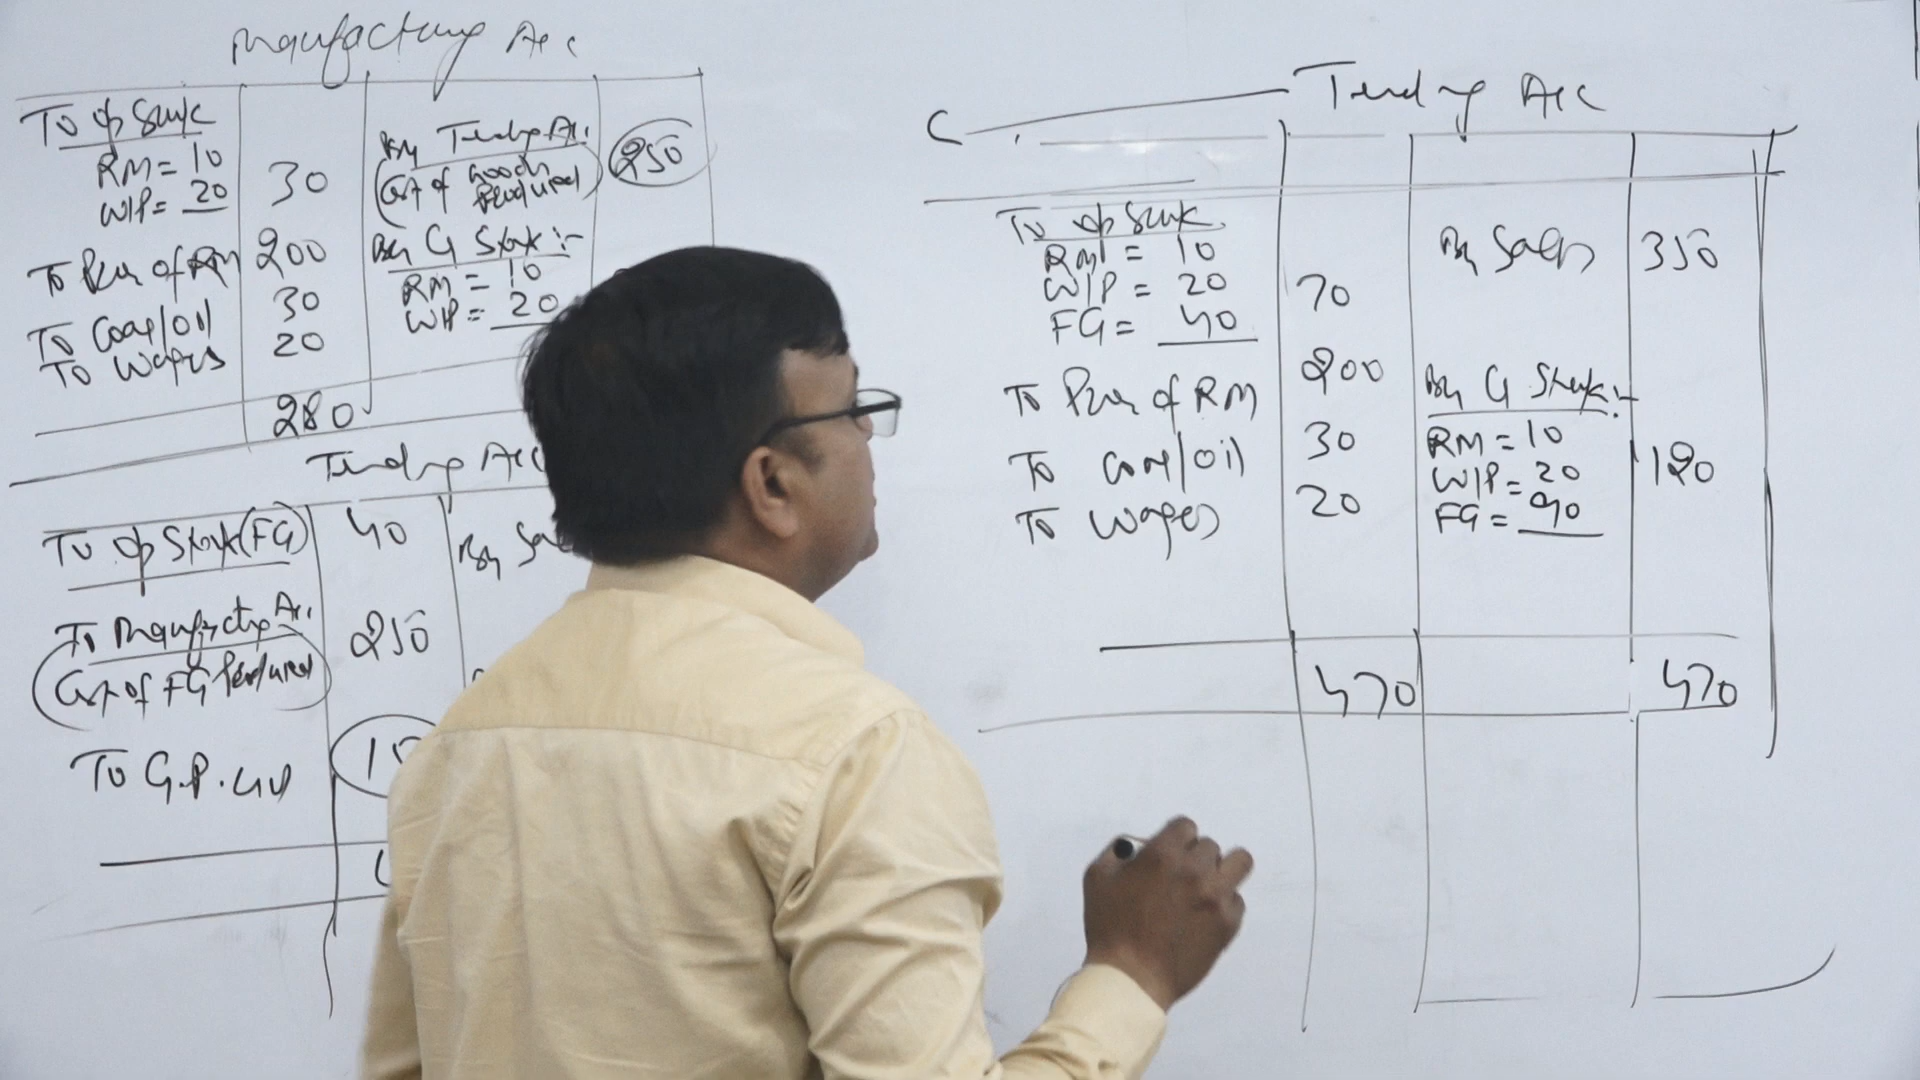 Manufacturing A/c
To op Stock
RM = 10
WIP = 20
30
By Trading A/c.
(Cost of Goods Produced)
250
To Pur of RM 200
By G Stock :-
RM = 10
WIP = 20
To Coal/oil 30
To Wages 20
280
Trading A/c
To op Stock (FG) 40
By
To Manufacturing A/c.
(Cost of FG Produced)
250
To G.P.
Trading A/c
To op Stock
RM = 10
WIP = 20
FG = 40
70
By Sales 350
To Pur of RM 200
To Coal/oil 30
To Wages 20
By G Stock :-
RM = 10
WIP = 20
FG = 90
120
470
470